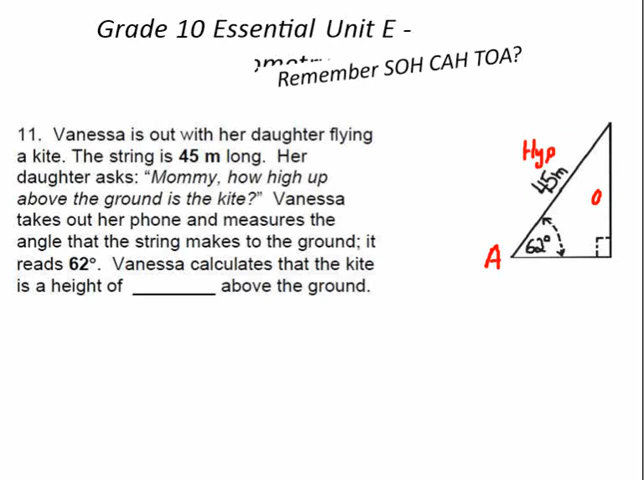 Grade 10 Essential Unit E -
Remember SOH CAH TOA?
11. Vanessa is out with her daughter flying
a kite. The string is 45 m long. Her
daughter asks: “Mommy, how high up
above the ground is the kite?” Vanessa
takes out her phone and measures the
angle that the string makes to the ground; it
reads 62°. Vanessa calculates that the kite
is a height of ________ above the ground.
Hyp
45m
O
62°
A